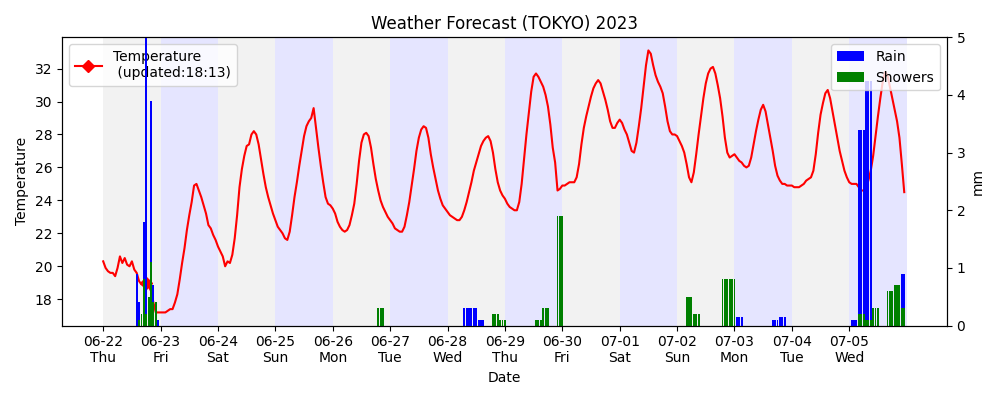 Weather Forecast (TOKYO) 2023
Temperature
(updated:18:13)
Rain
Showers
Temperature
32
30
28
26
24
22
20
18
5
4
3
2
1
0
mm
06-22 06-23 06-24 06-25 06-26 06-27 06-28 06-29 06-30 07-01 07-02 07-03 07-04 07-05
Thu Fri Sat Sun Mon Tue Wed Thu Fri Sat Sun Mon Tue Wed
Date